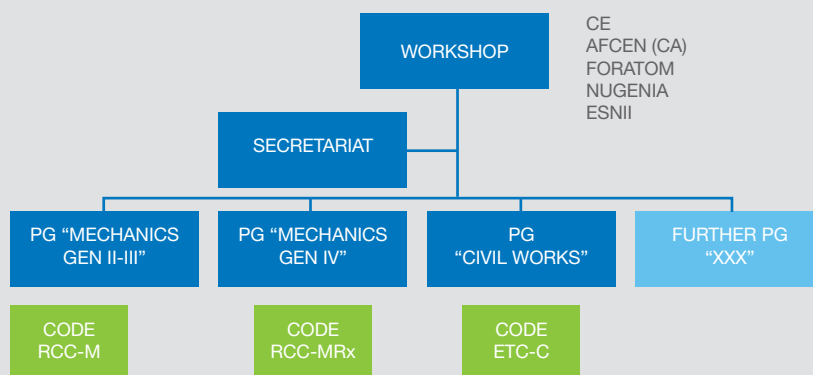 WORKSHOP
CE
AFCEN (CA)
FORATOM
NUGENIA
ESNII
SECRETARIAT
PG “MECHANICS
GEN II-III”
PG “MECHANICS
GEN IV”
PG
“CIVIL WORKS”
FURTHER PG
“XXX”
CODE
RCC-M
CODE
RCC-MRx
CODE
ETC-C